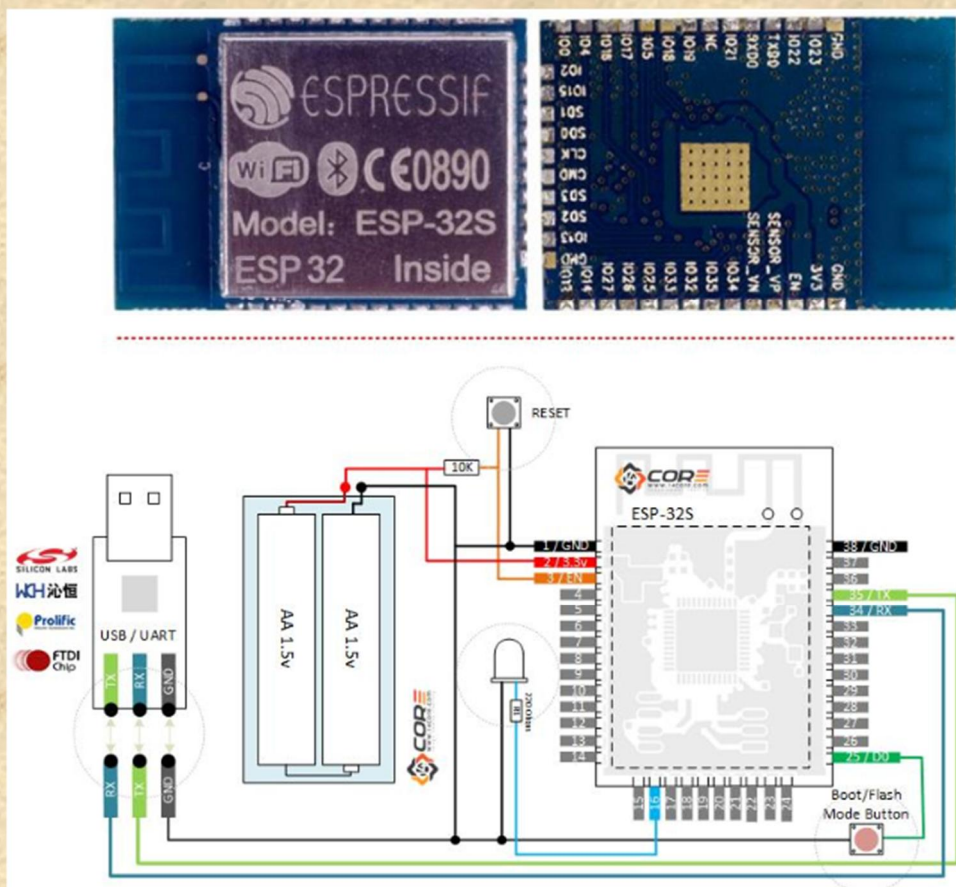 ESPRESSIF
WiFi CE0890
Model: ESP-32S
ESP 32 Inside
IO0
IO4
IO16
IO17
IO5
IO18
IO19
NC
IO21
RXD0
TXD0
IO22
IO23
GND
IO2
IO15
SD1
SD0
CLK
CMD
SD3
SD2
IO13
GND
IO12
IO14
IO27
IO26
IO25
IO33
IO32
IO35
IO34
SENSOR_VN
SENSOR_VP
EN
3V3
GND
RESET
10K
CORE
ESP-32S
1 / GND
2 / 3.3v
3 / EN
4
5
6
7
8
9
10
11
12
13
14
15
16
17
18
19
20
21
22
23
24
38 / GND
37
36
35 / TX
34 / RX
33
32
31
30
29
28
27
26
25 / D0
SILICON LABS
WCH 沁恒
Prolific
FTDI
Chip
USB / UART
TX
RX
GND
RX
TX
GND
AA 1.5v
AA 1.5v
CORE
R1
Boot/Flash
Mode Button